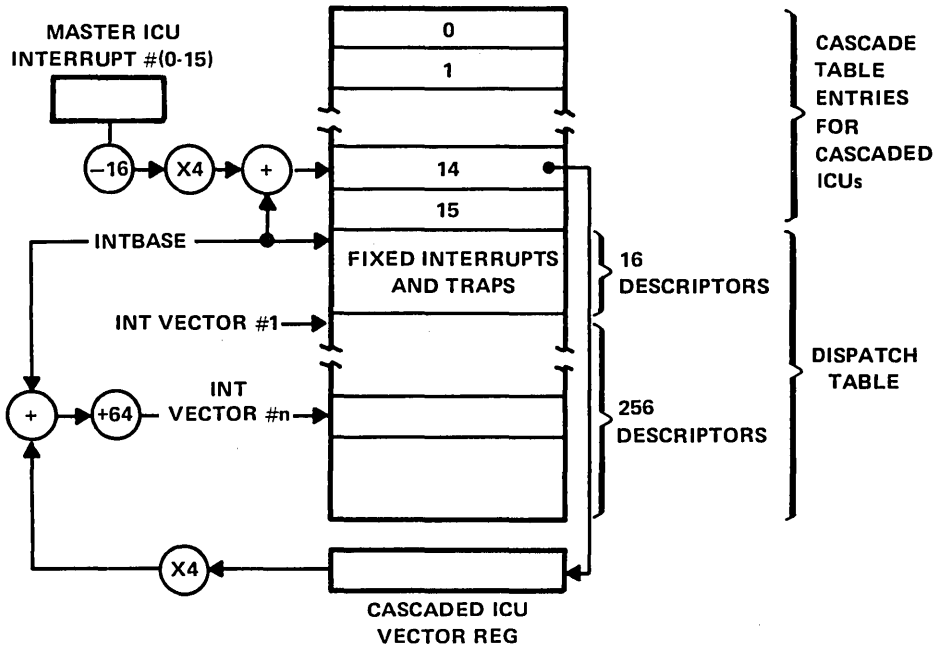 MASTER ICU
INTERRUPT #(0-15)
0
1
CASCADE
TABLE
ENTRIES
FOR
CASCADED
ICUs
–16
X4
+
14
15
INTBASE
FIXED INTERRUPTS
AND TRAPS
16
DESCRIPTORS
INT VECTOR #1
DISPATCH
TABLE
INT
VECTOR #n
+
+64
256
DESCRIPTORS
X4
CASCADED ICU
VECTOR REG